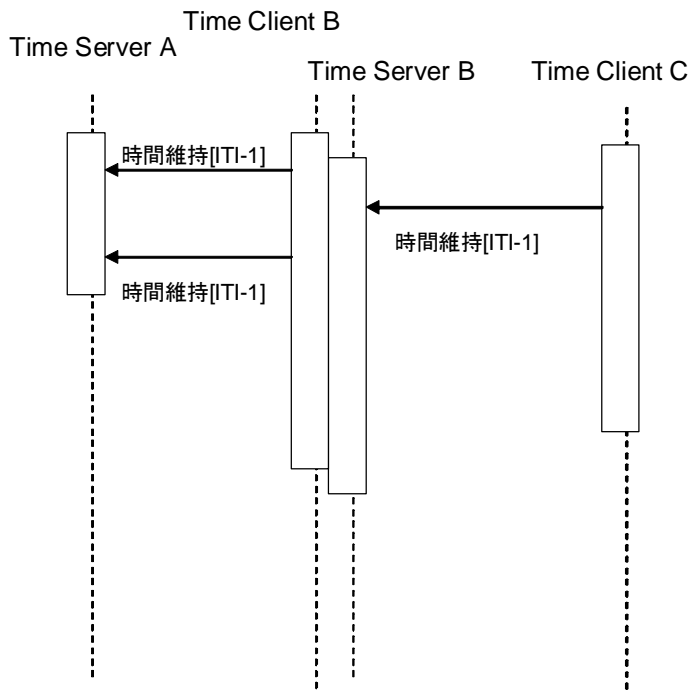 Time Client B
Time Server A
Time Server B
Time Client C
時間維持[ITI-1]
時間維持[ITI-1]
時間維持[ITI-1]